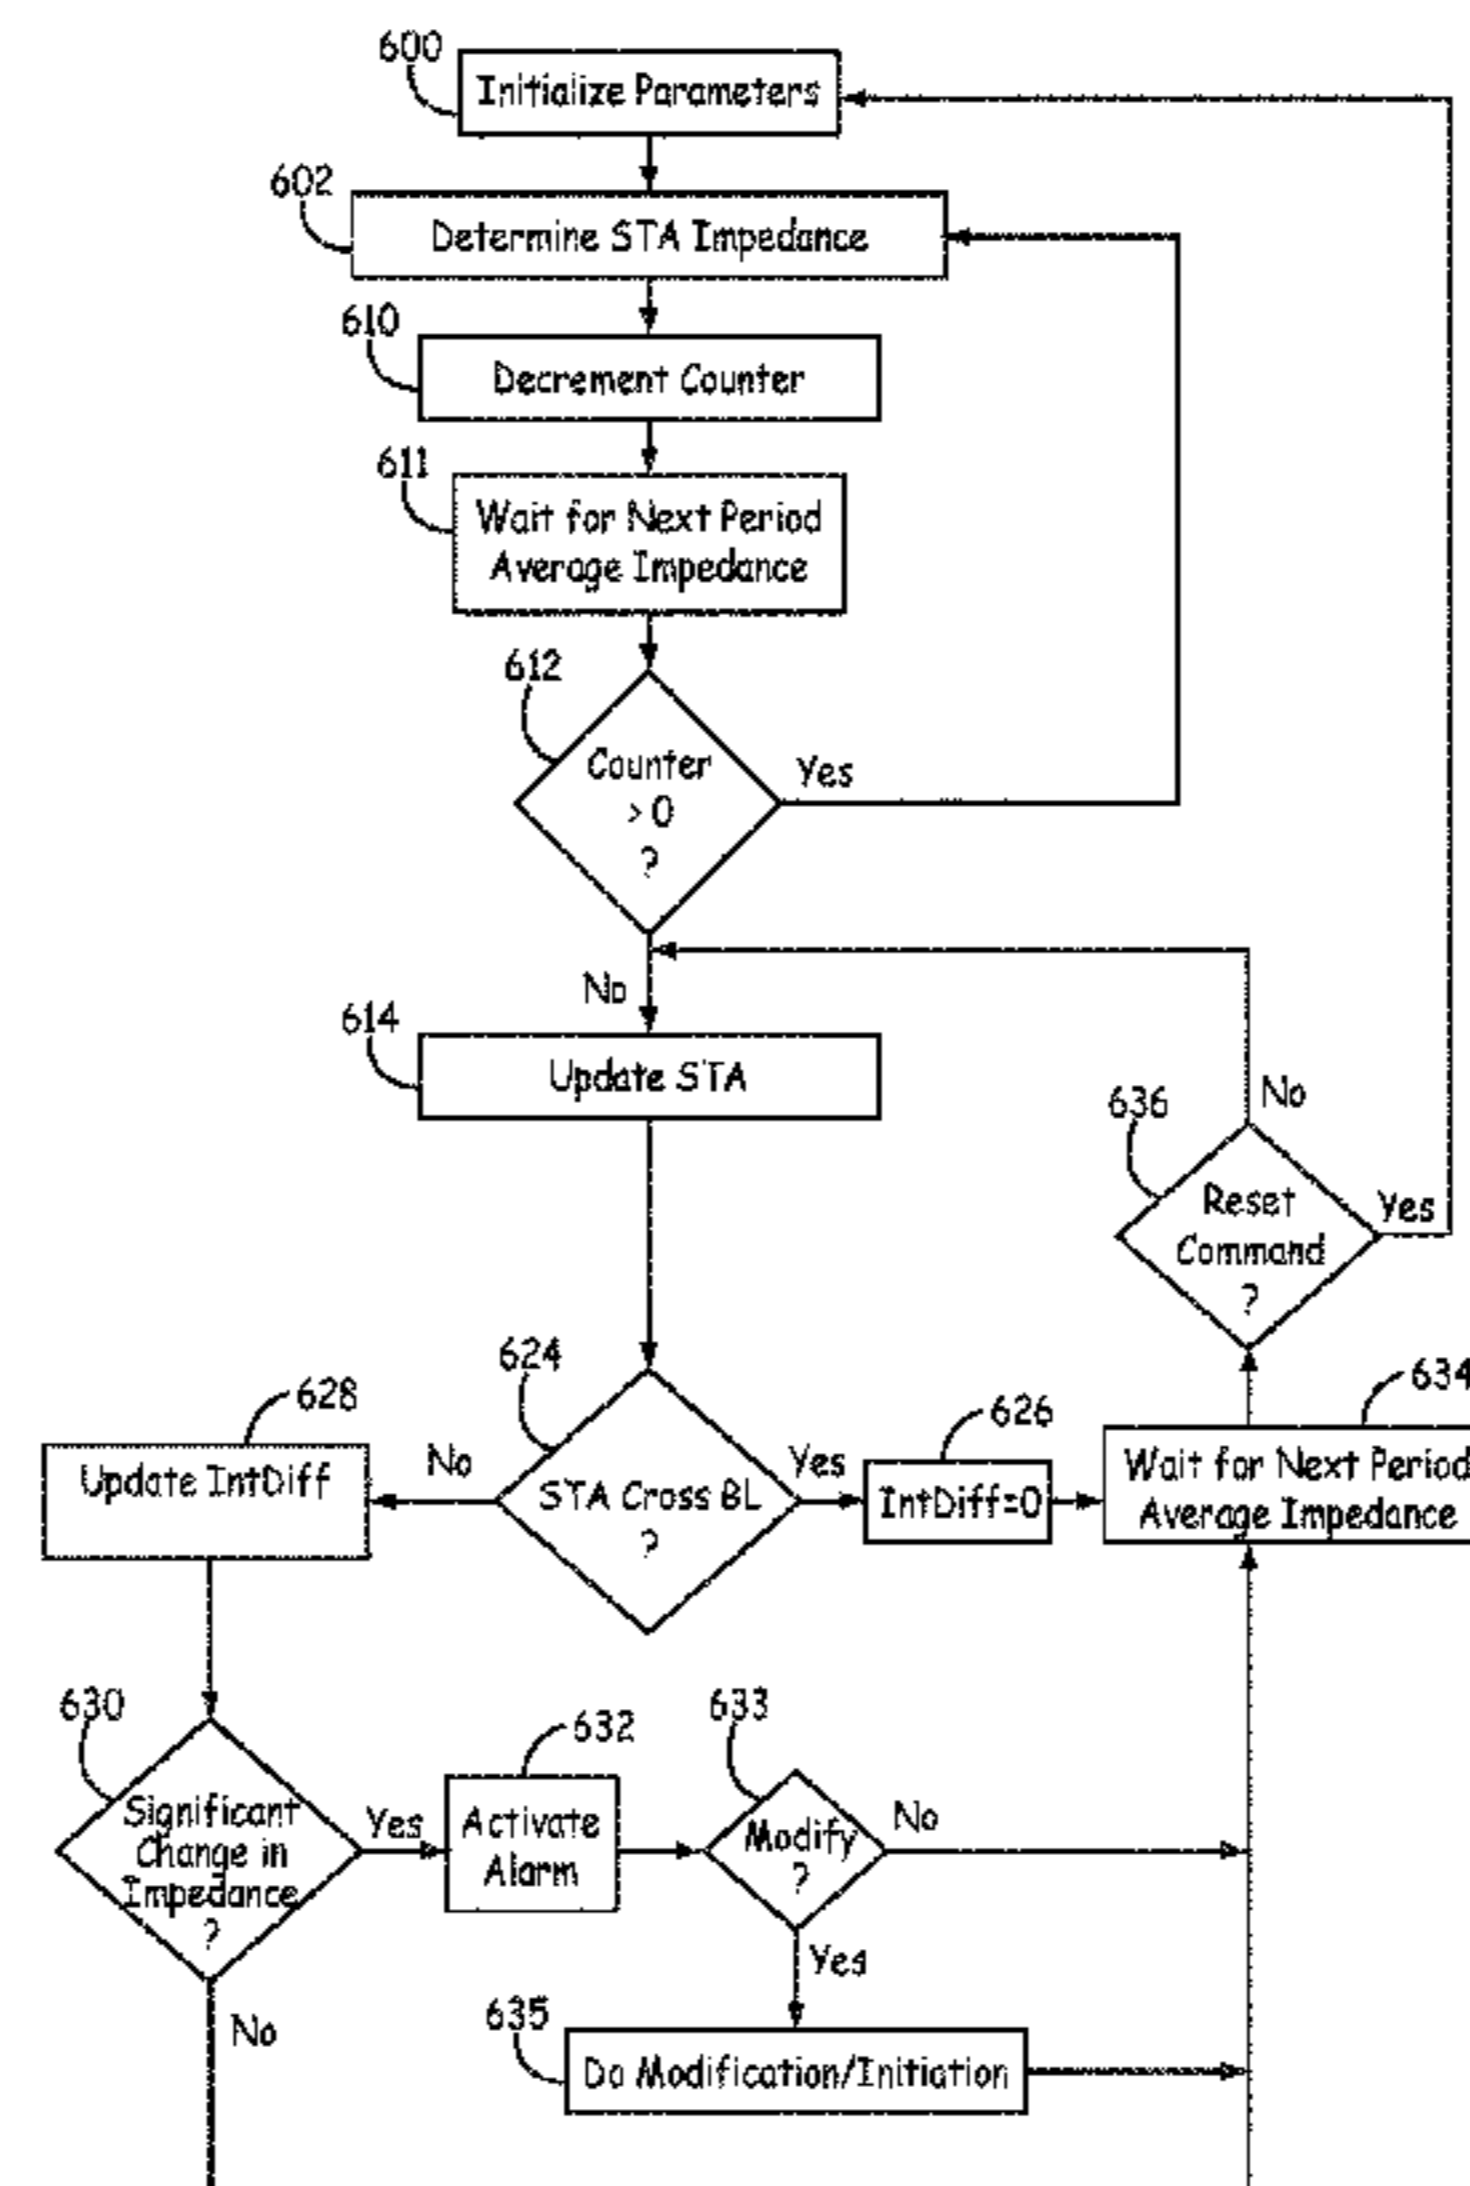 600
Initialize Parameters
602
Determine STA Impedance
610
Decrement Counter
611
Wait for Next Period
Average Impedance
612
Counter
> 0
?
Yes
No
614
Update STA
636
No
Reset
Command
?
Yes
624
STA Cross BL
?
No
Yes
628
Update IntDiff
626
IntDiff=0
634
Wait for Next Period
Average Impedance
630
Significant
Change in
Impedance
?
Yes
No
632
Activate
Alarm
633
Modify
?
No
Yes
635
Do Modification/Initiation